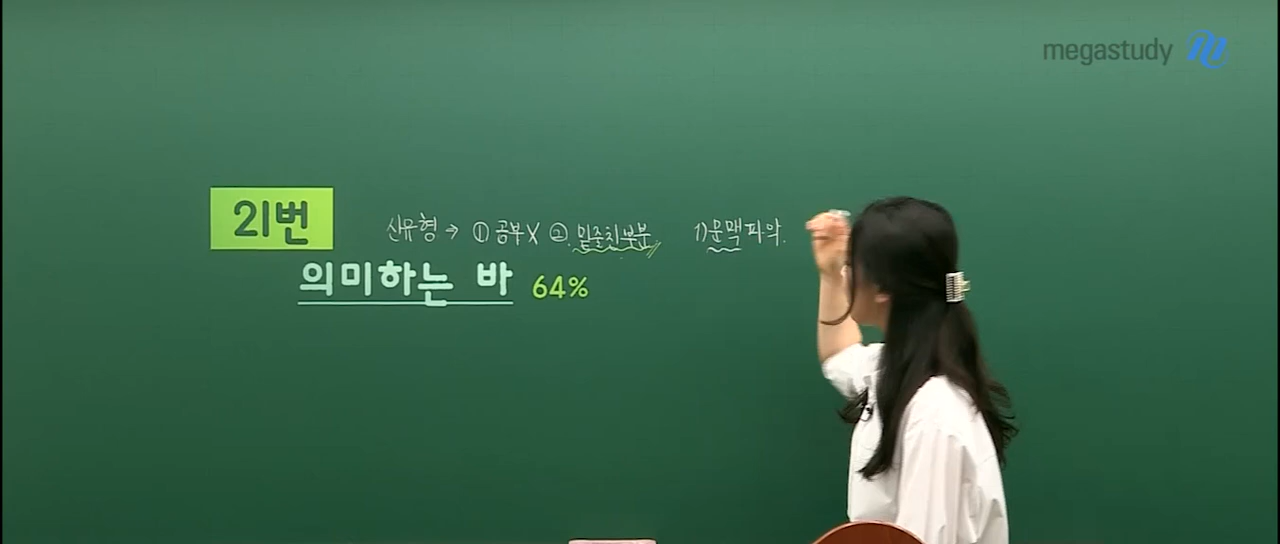 megastudy
21번
신유형 → ① 공부X ② 밑줄친부분 1) 문맥파악.
의미하는 바 64%